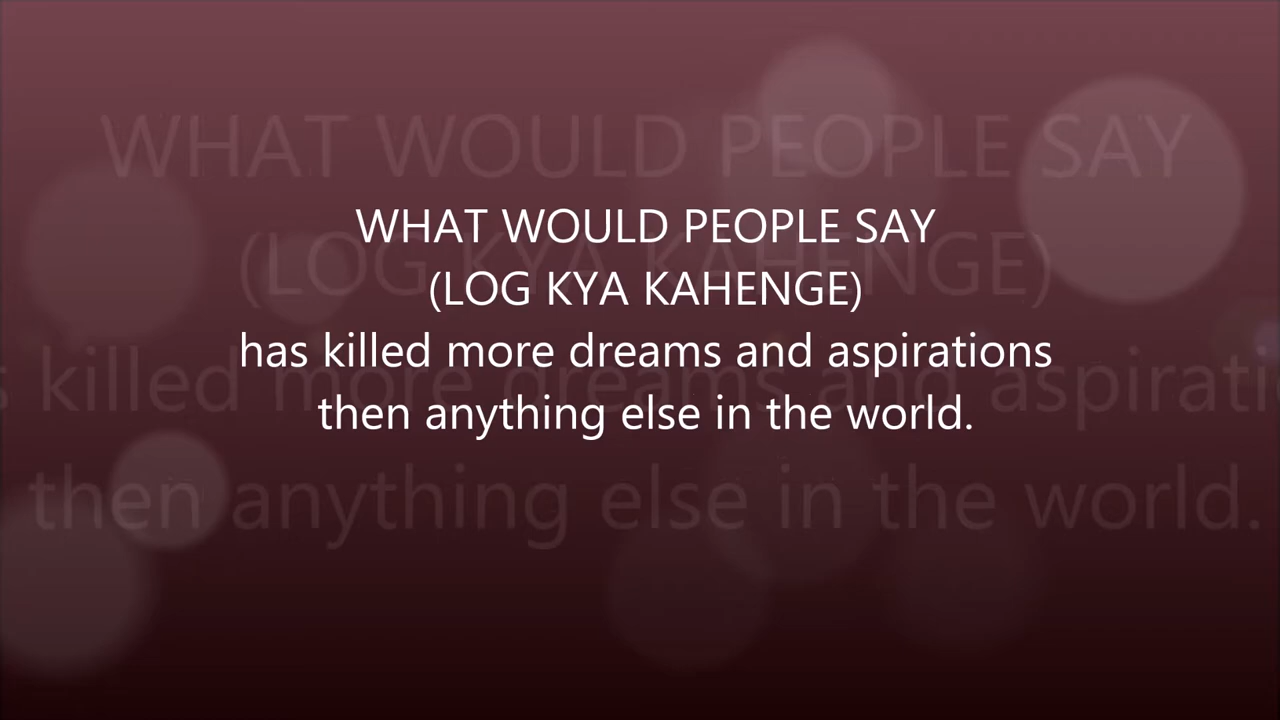 WHAT WOULD PEOPLE SAY
(LOG KYA KAHENGE)
has killed more dreams and aspirations
then anything else in the world.